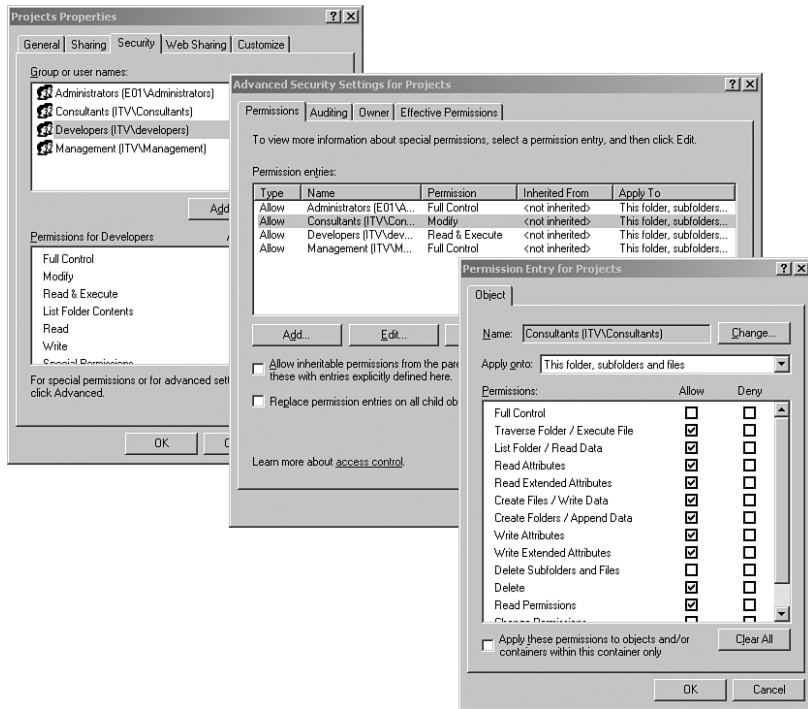 Projects Properties
General
Sharing
Security
Web Sharing
Customize
Group or user names:
Administrators (E01\Administrators)
Consultants (ITV\Consultants)
Developers (ITV\developers)
Management (ITV\Management)
Permissions for Developers
Full Control
Modify
Read & Execute
List Folder Contents
Read
Write
Special Permissions
For special permissions or for advanced
click Advanced.
OK
Advanced Security Settings for Projects
Permissions
Auditing
Owner
Effective Permissions
To view more information about special permissions, select a permission entry, and then click Edit.
Permission entries:
Type Name Permission Inherited From Apply To
Allow Administrators (E01\A... Full Control <not inherited> This folder, subfolders...
Allow Consultants (ITV\Con... Modify <not inherited> This folder, subfolders...
Allow Developers (ITV\dev... Read & Execute <not inherited> This folder, subfolders...
Allow Management (ITV\M... Full Control <not inherited> This folder, subfolders...
Add...
Edit...
Allow inheritable permissions from the
these with entries explicitly defined here.
Replace permission entries on all child
Learn more about access control.
Permission Entry for Projects
Object
Name: Consultants (ITV\Consultants)
Change...
Apply onto: This folder, subfolders and files
Permissions: Allow Deny
Full Control
Traverse Folder / Execute File
List Folder / Read Data
Read Attributes
Read Extended Attributes
Create Files / Write Data
Create Folders / Append Data
Write Attributes
Write Extended Attributes
Delete Subfolders and Files
Delete
Read Permissions
Change Permissions
Apply these permissions to objects and/or
containers within this container only
Clear All
OK
Cancel